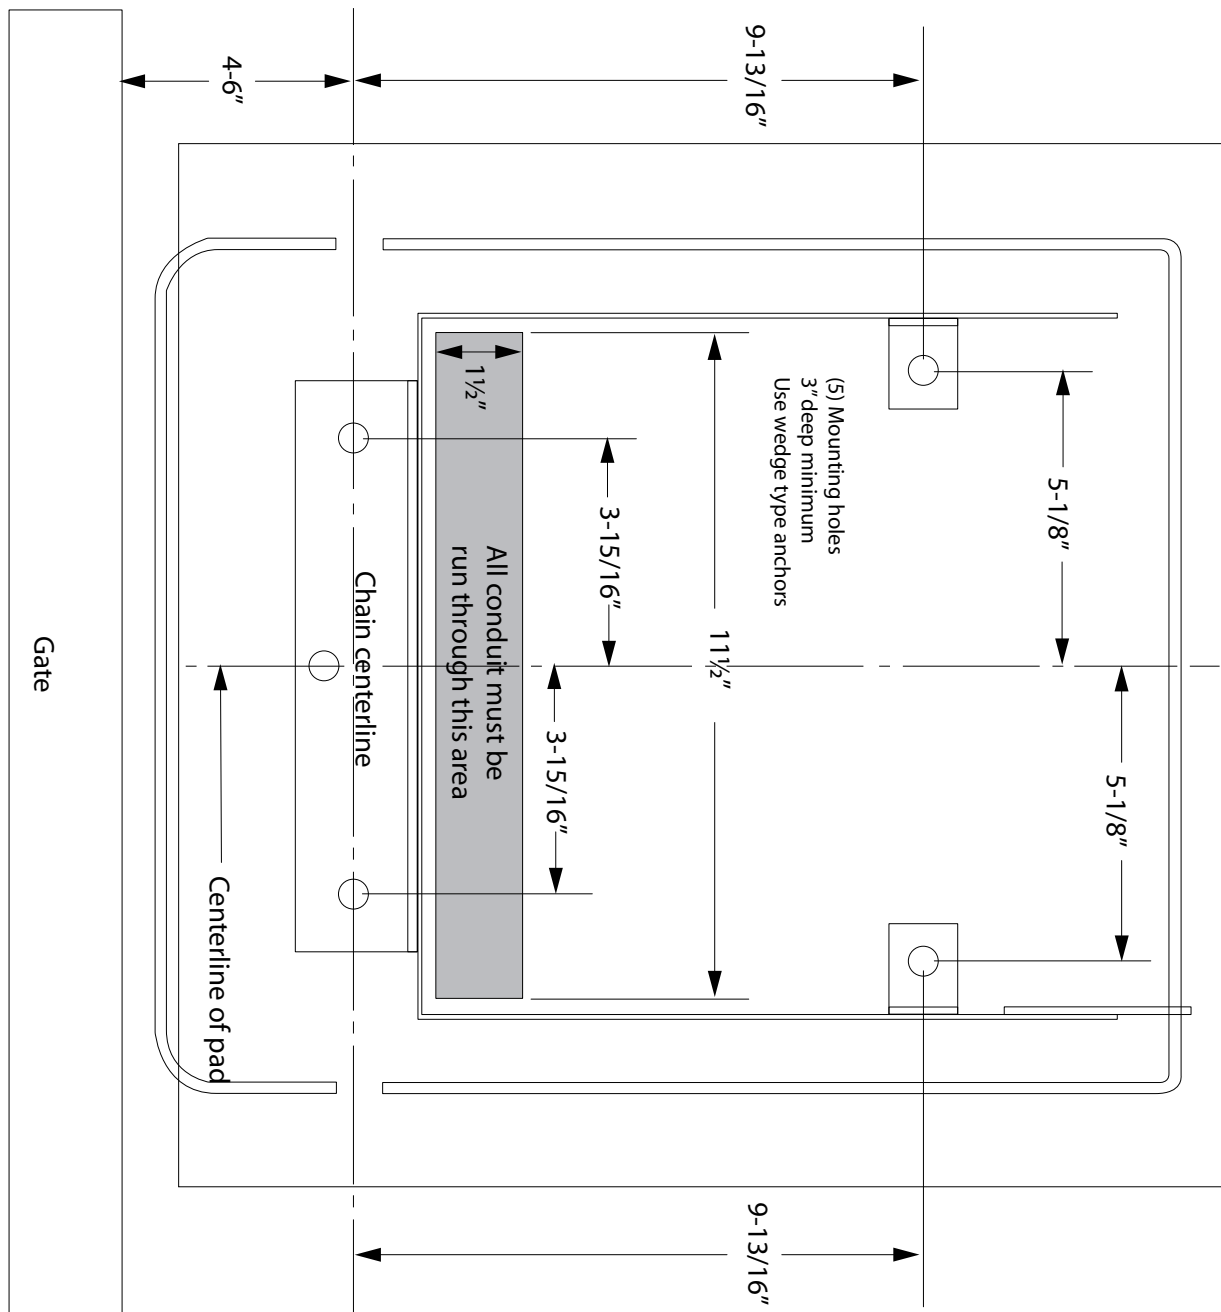 4-6"
9-13/16"
1½"
(5) Mounting holes
3" deep minimum
Use wedge type anchors
5-1/8"
3-15/16"
All conduit must be
run through this area
Chain centerline
11½"
Gate
3-15/16"
5-1/8"
Centerline of pad
9-13/16"